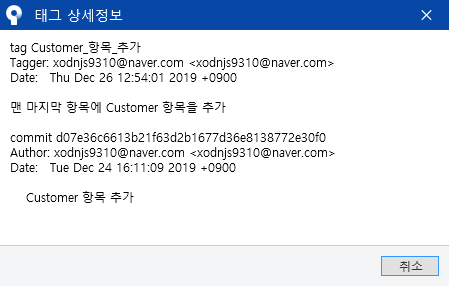 태그 상세정보
tag Customer_항목_추가
Tagger: xodnjs9310@naver.com <xodnjs9310@naver.com>
Date:   Thu Dec 26 12:54:01 2019 +0900
맨 마지막 항목에 Customer 항목을 추가
commit d07e36c6613b21f63d2b1677d36e8138772e30f0
Author: xodnjs9310@naver.com <xodnjs9310@naver.com>
Date:   Tue Dec 24 16:11:09 2019 +0900
Customer 항목 추가
취소